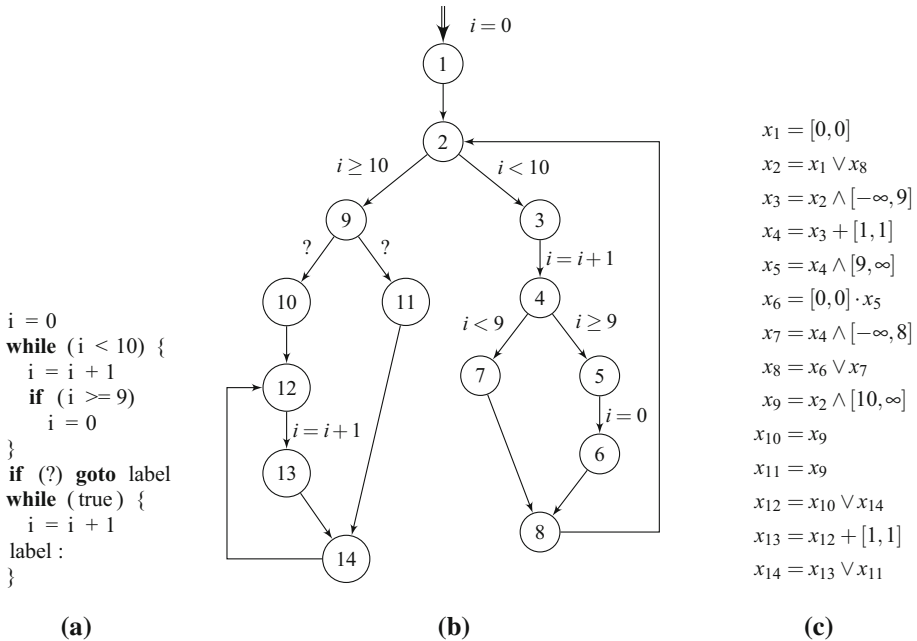 i = 0
while (i < 10) {
i = i + 1
if (i >= 9)
i = 0
}
if (?) goto label
while (true) {
i = i + 1
label :
}
(a)
i = 0
1
2
i ≥ 10
i < 10
9
3
?
?
i = i + 1
10
11
4
i < 9
i ≥ 9
12
7
5
i = i + 1
i = 0
13
6
8
14
(b)
x₁ = [0, 0]
x₂ = x₁ ∨ x₈
x₃ = x₂ ∧ [−∞, 9]
x₄ = x₃ + [1, 1]
x₅ = x₄ ∧ [9, ∞]
x₆ = [0, 0] · x₅
x₇ = x₄ ∧ [−∞, 8]
x₈ = x₆ ∨ x₇
x₉ = x₂ ∧ [10, ∞]
x₁₀ = x₉
x₁₁ = x₉
x₁₂ = x₁₀ ∨ x₁₄
x₁₃ = x₁₂ + [1, 1]
x₁₄ = x₁₃ ∨ x₁₁
(c)